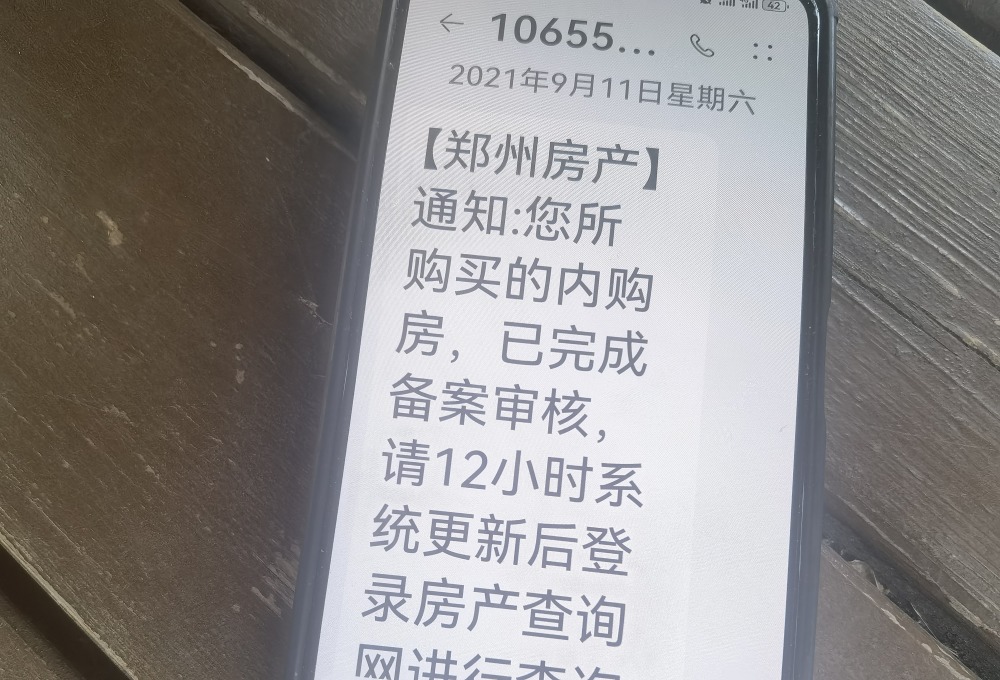 42
10655...
2021年9月11日星期六
【郑州房产】
通知:您所
购买的内购
房，已完成
备案审核，
请12小时系
统更新后登
录房产查询
网进行查询